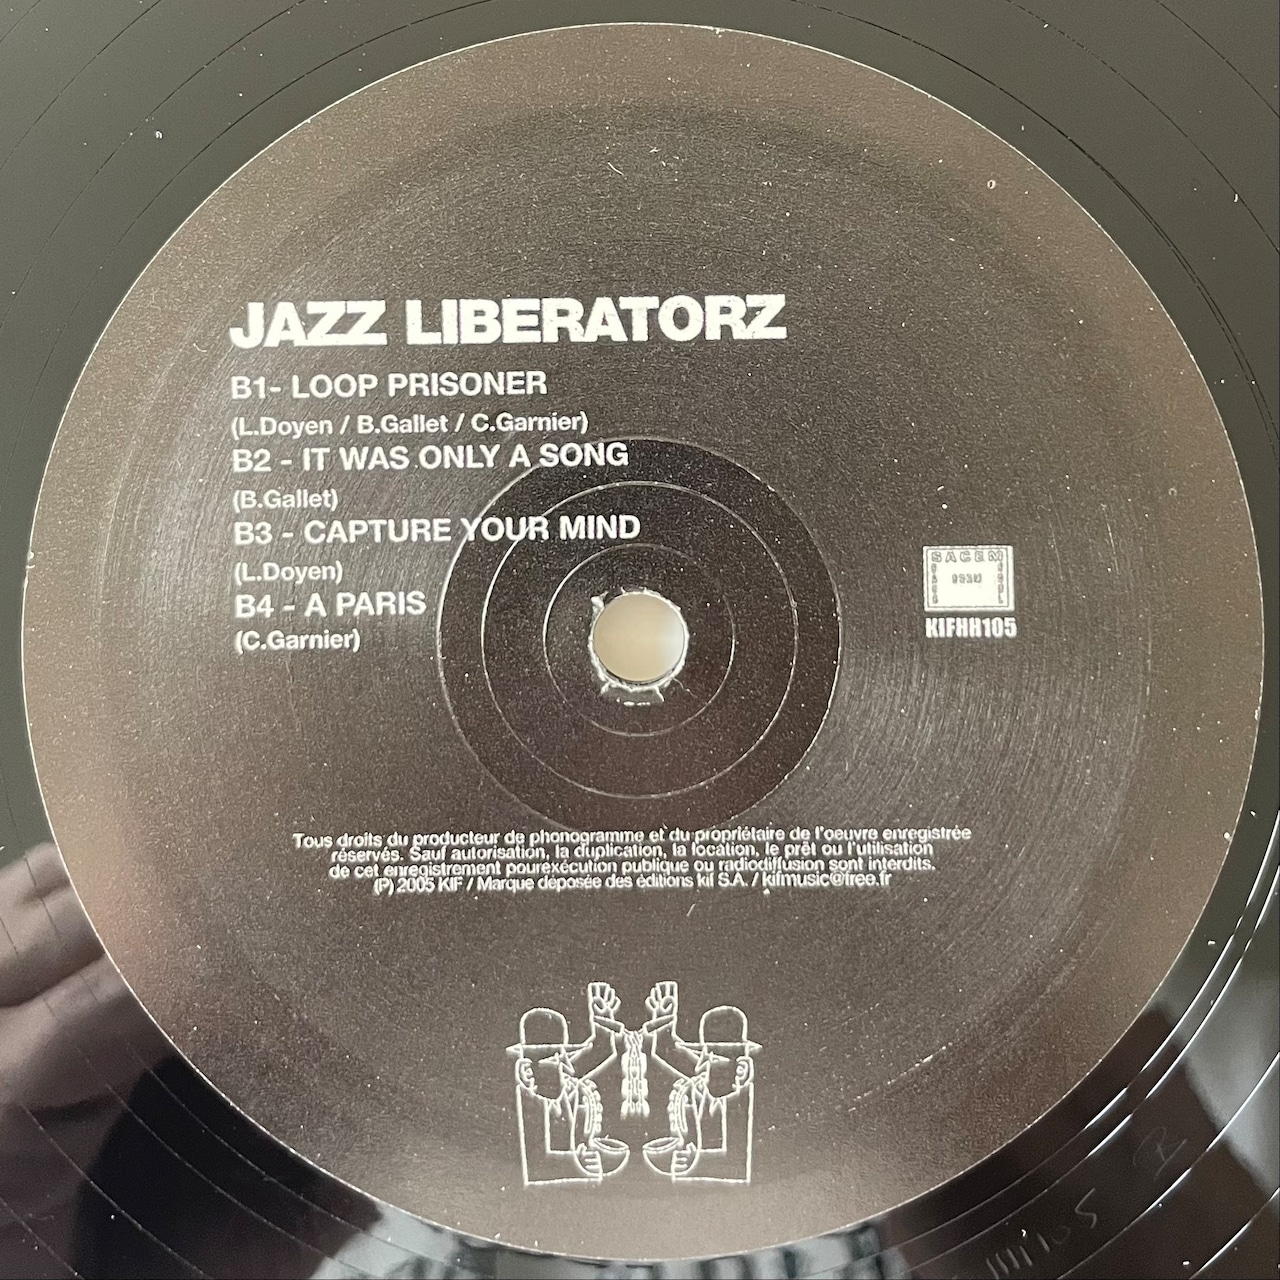 JAZZ LIBERATORZ
B1- LOOP PRISONER
(L.Doyen / B.Gallet / C.Garnier)
B2 - IT WAS ONLY A SONG
(B.Gallet)
B3 - CAPTURE YOUR MIND
(L.Doyen)
B4 - A PARIS
(C.Garnier)
SACEM
KIFHH105
Tous droits du producteur de phonogramme et du propriétaire de l'oeuvre enregistrée
réservés. Sauf autorisation, la duplication, la location, le prêt ou l'utilisation
de cet enregistrement pourexécution publique ou radiodiffusion sont interdits.
(P) 2005 KIF / Marque déposée des éditions kif S.A. / kifmusic@free.fr